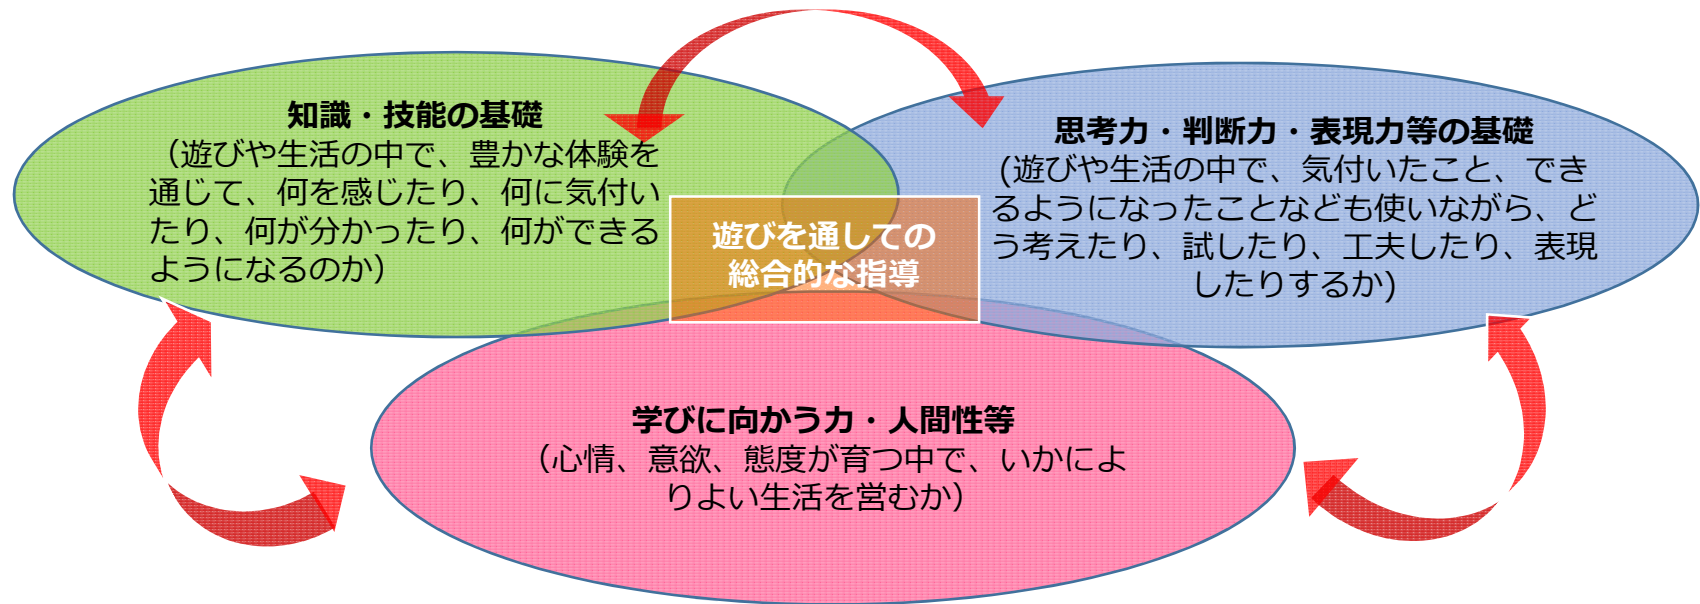 知識・技能の基礎
（遊びや生活の中で、豊かな体験を
通じて、何を感じたり、何に気付い
たり、何が分かったり、何ができる
ようになるのか）
思考力・判断力・表現力等の基礎
(遊びや生活の中で、気付いたこと、でき
るようになったことなども使いながら、ど
う考えたり、試したり、工夫したり、表現
したりするか)
遊びを通しての
総合的な指導
学びに向かう力・人間性等
（心情、意欲、態度が育つ中で、いかによ
りよい生活を営むか）